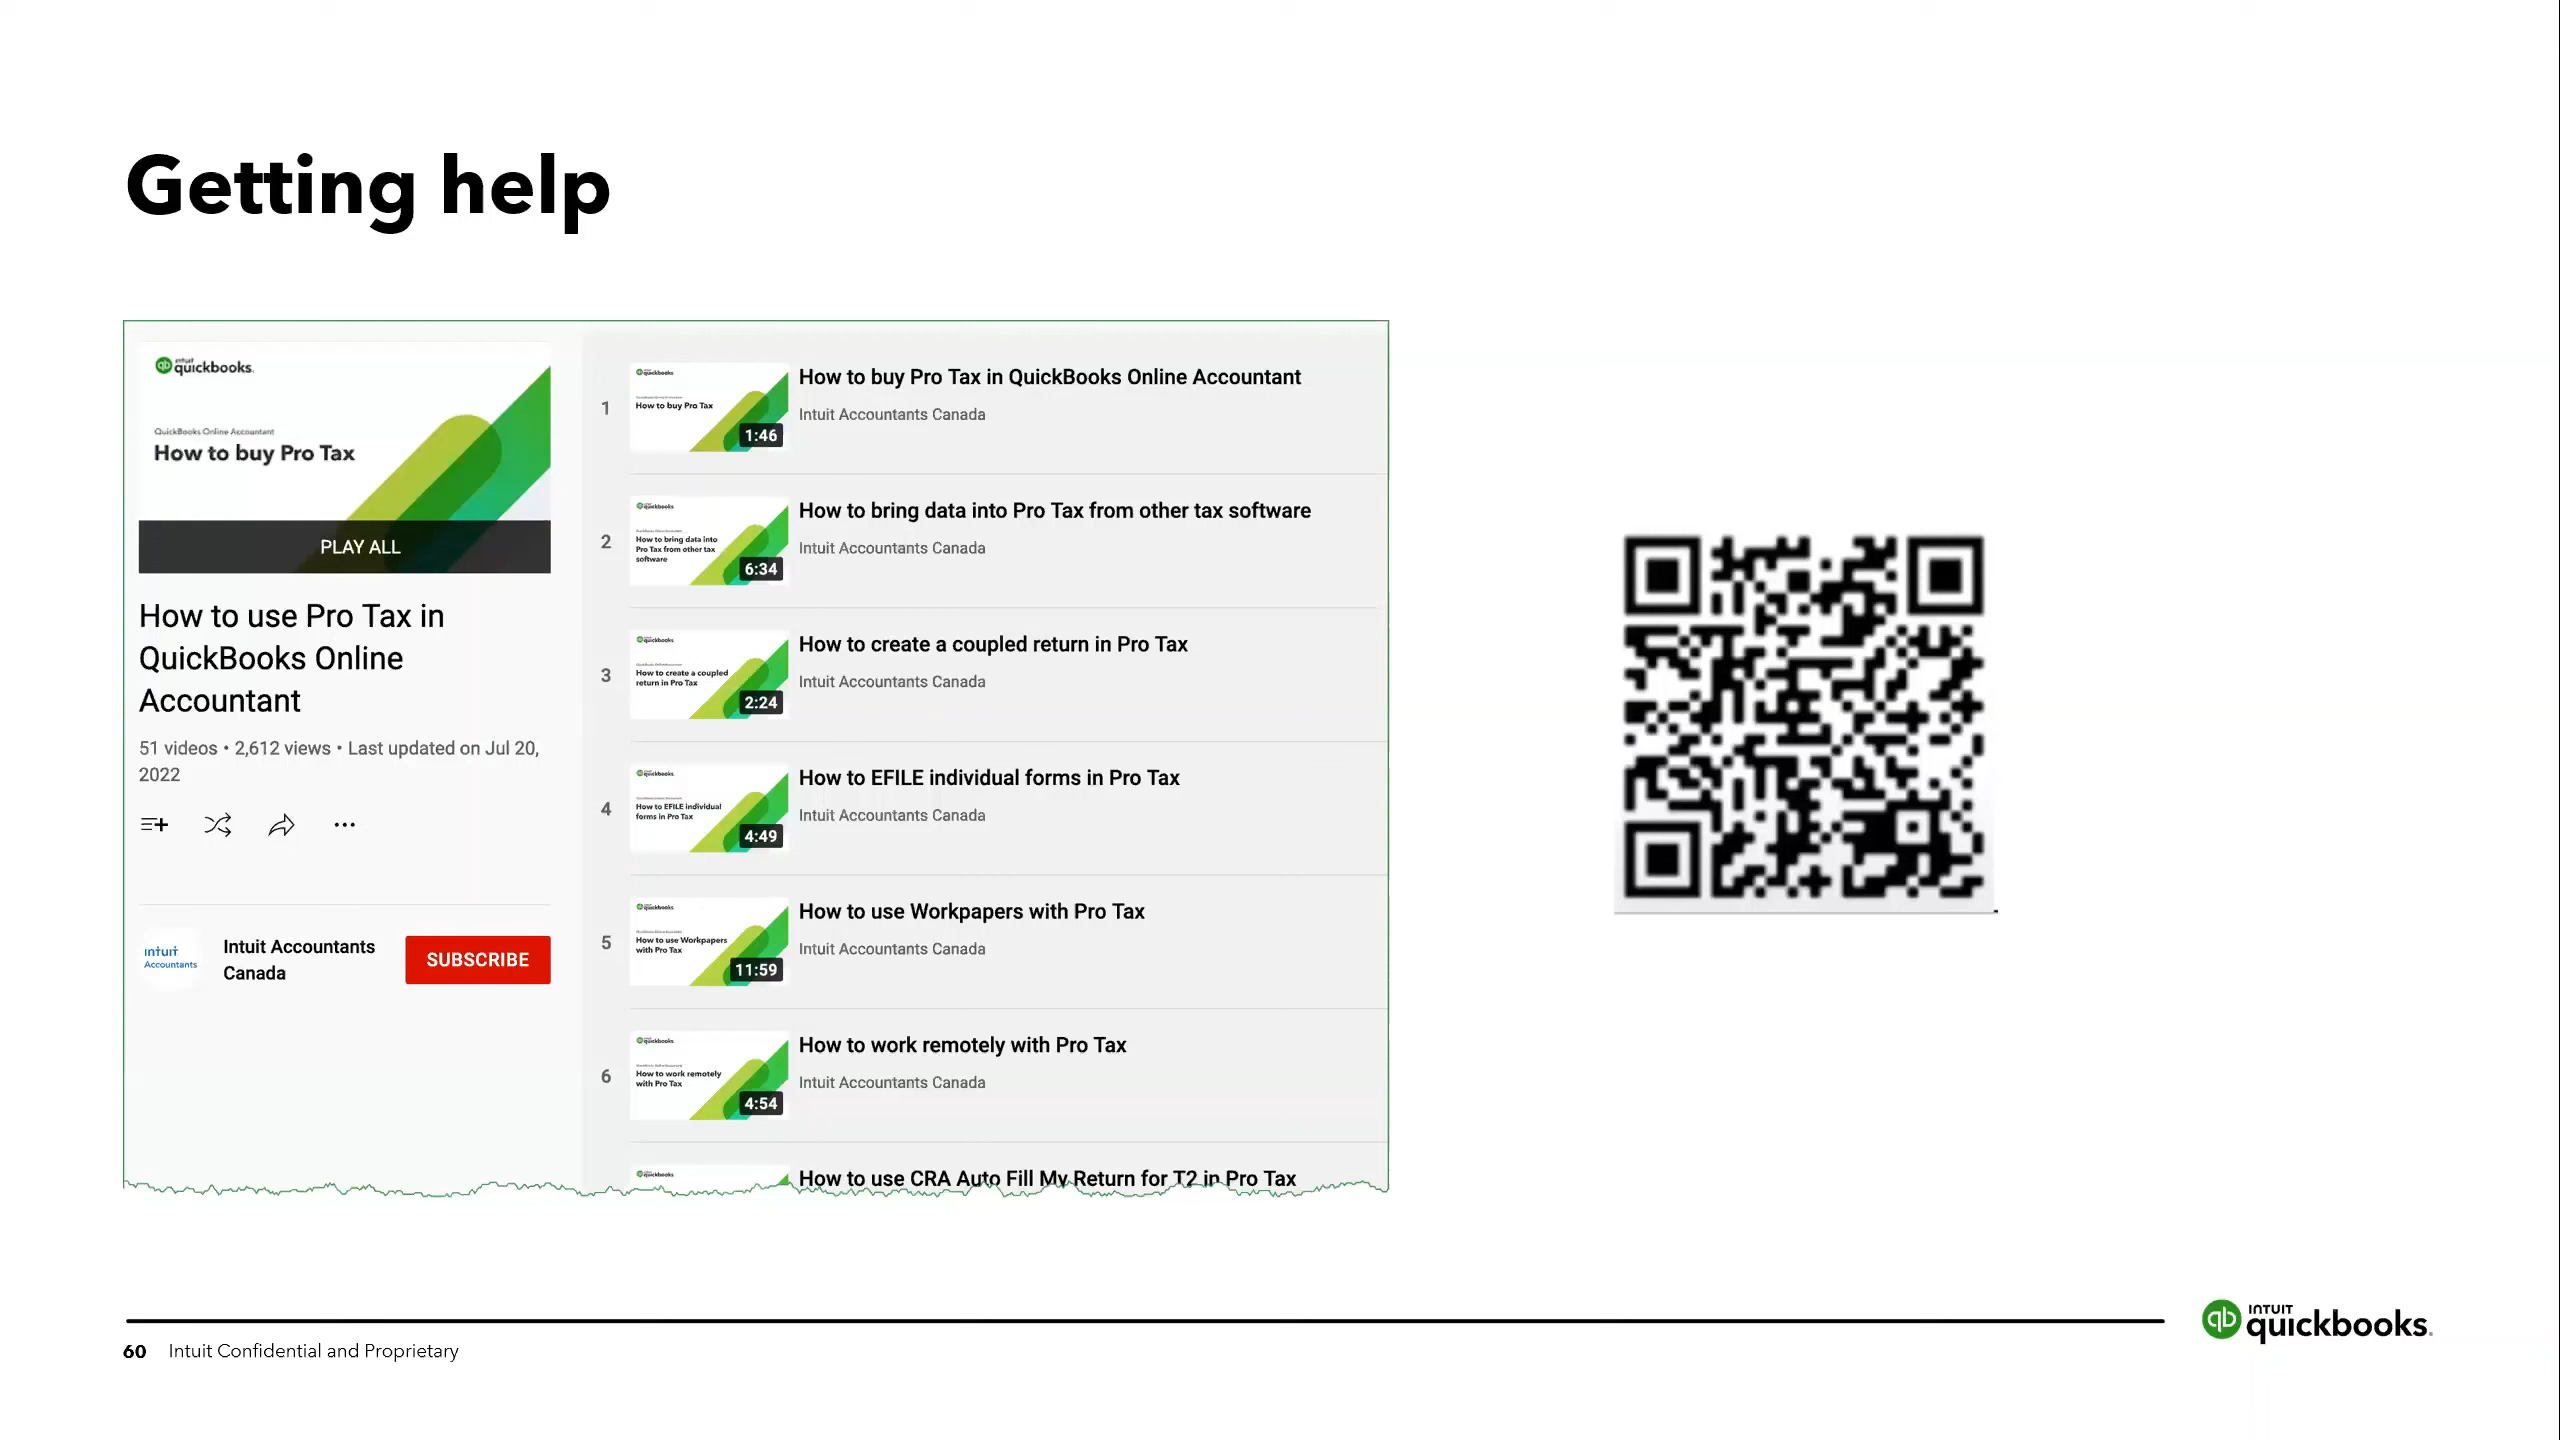 Getting help
intuit
quickbooks.
QuickBooks Online Accountant
How to buy Pro Tax
PLAY ALL
How to use Pro Tax in
QuickBooks Online
Accountant
51 videos • 2,612 views • Last updated on Jul 20,
2022
intuit
Accountants
Intuit Accountants
Canada
SUBSCRIBE
1
quickbooks
How to buy Pro Tax
1:46
How to buy Pro Tax in QuickBooks Online Accountant
Intuit Accountants Canada
2
quickbooks
How to bring data into
Pro Tax from other tax
software
6:34
How to bring data into Pro Tax from other tax software
Intuit Accountants Canada
3
quickbooks
How to create a coupled
return in Pro Tax
2:24
How to create a coupled return in Pro Tax
Intuit Accountants Canada
4
quickbooks
How to EFILE individual
forms in Pro Tax
4:49
How to EFILE individual forms in Pro Tax
Intuit Accountants Canada
5
quickbooks
How to use Workpapers
with Pro Tax
11:59
How to use Workpapers with Pro Tax
Intuit Accountants Canada
6
quickbooks
How to work remotely
with Pro Tax
4:54
How to work remotely with Pro Tax
Intuit Accountants Canada
quickbooks
How to use CRA Auto Fill My Return for T2 in Pro Tax
60 Intuit Confidential and Proprietary
INTUIT
quickbooks.